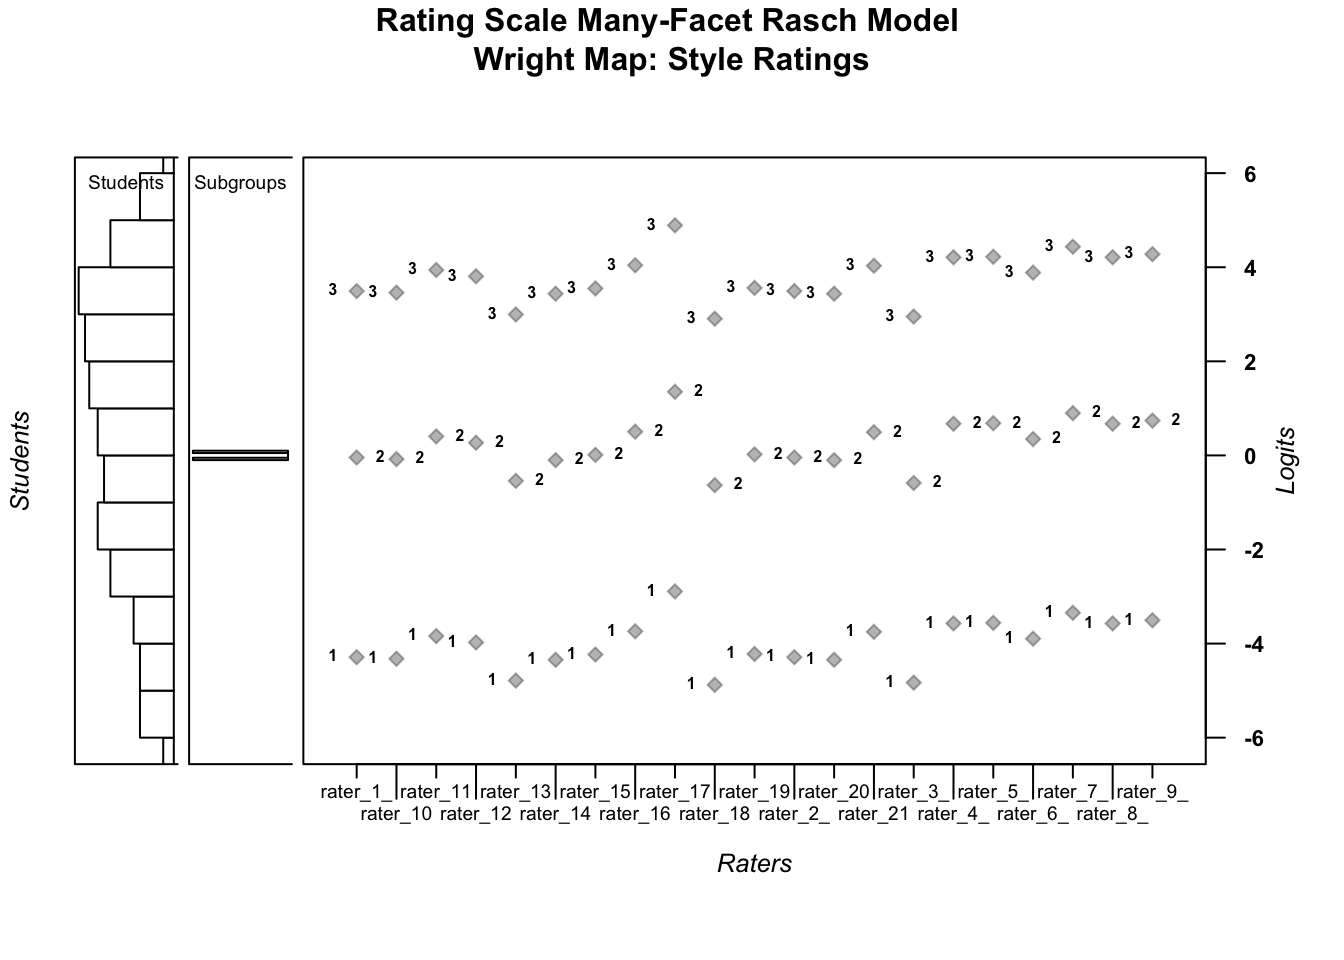 Rating Scale Many-Facet Rasch Model
Wright Map: Style Ratings
Students Subgroups
Students
3 3 3 3 3 3 3 3 3 3 3 3 3 3 3 3 3 3 3 3 3
2 2 2 2 2 2 2 2 2 2 2 2 2 2 2 2 2 2 2 2 2
1 1 1 1 1 1 1 1 1 1 1 1 1 1 1 1 1 1 1 1 1
6
4
2
0
-2
-4
-6
Logits
rater_1_ rater_11 rater_13 rater_15 rater_17 rater_19 rater_20 rater_3_ rater_5_ rater_7_ rater_9_
rater_10 rater_12 rater_14 rater_16 rater_18 rater_2_ rater_21 rater_4_ rater_6_ rater_8_
Raters